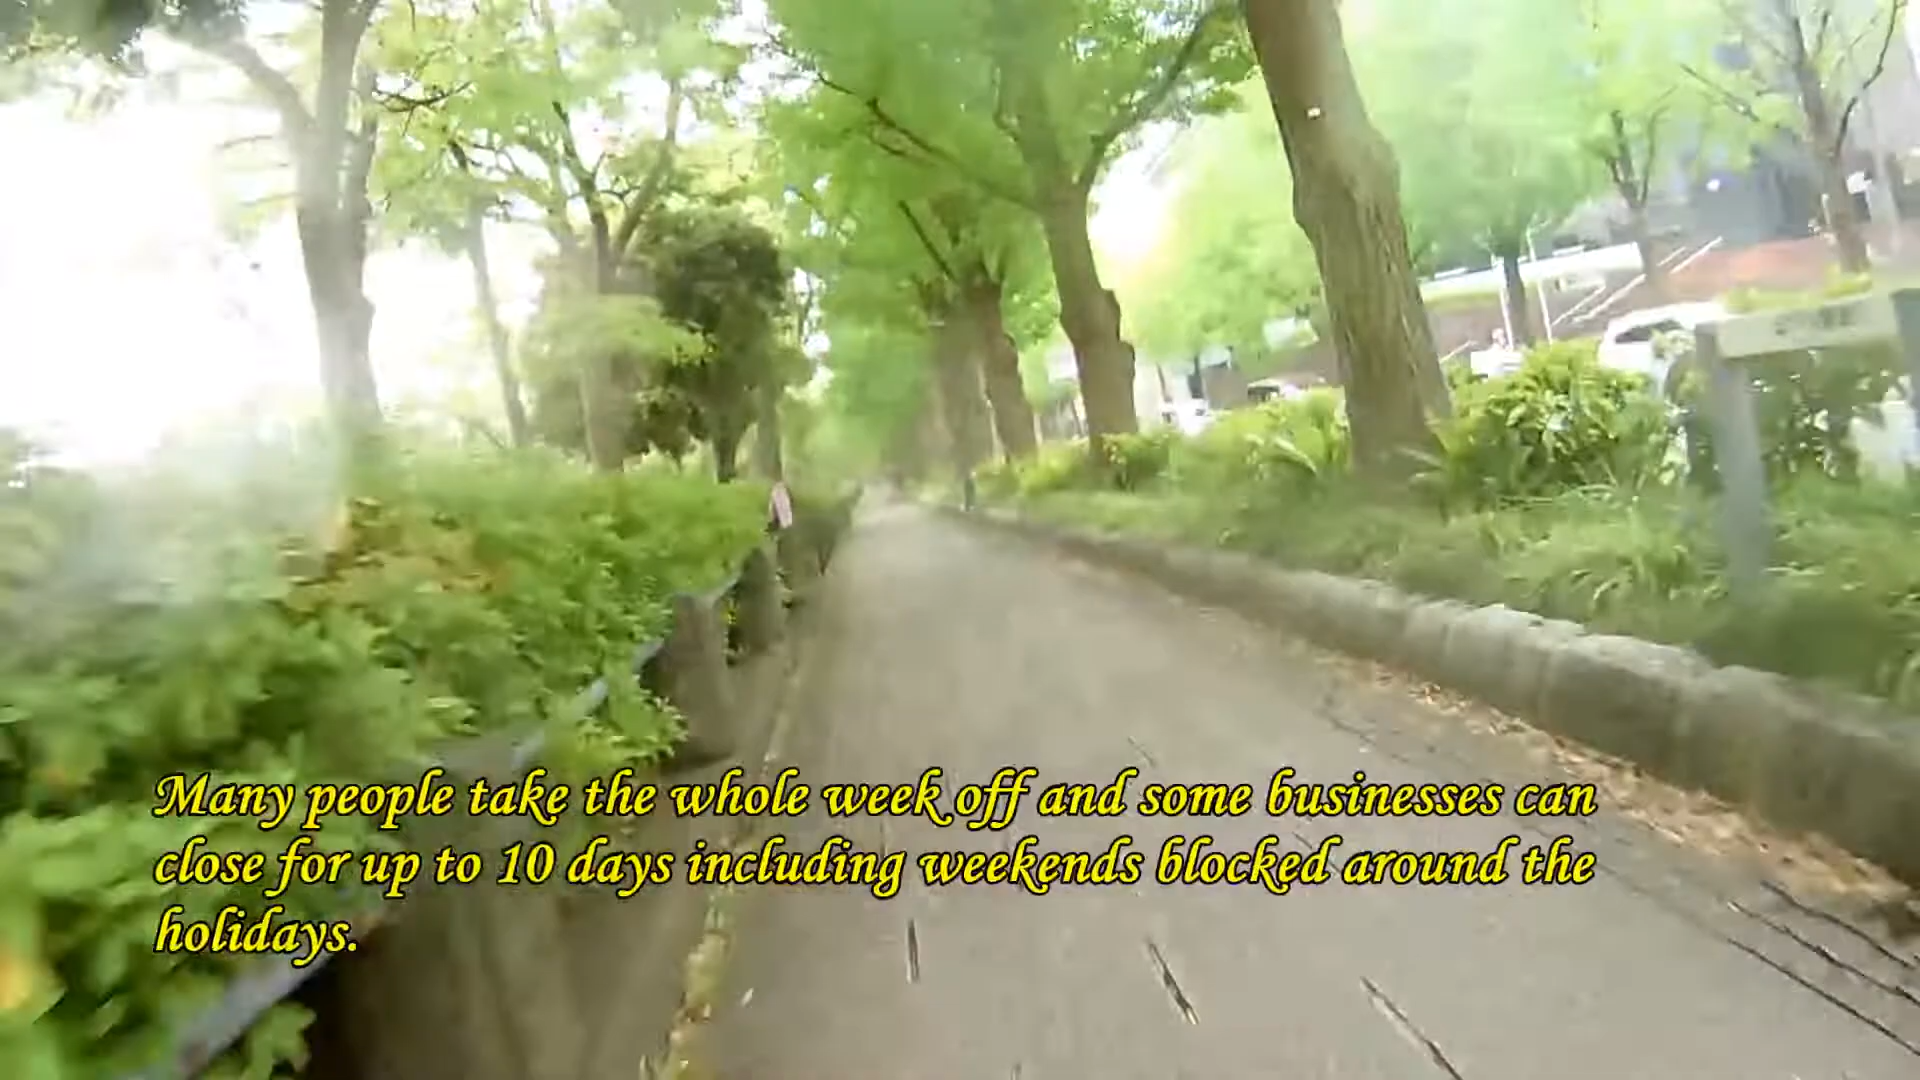 Many people take the whole week off and some businesses can
close for up to 10 days including weekends blocked around the
holidays.